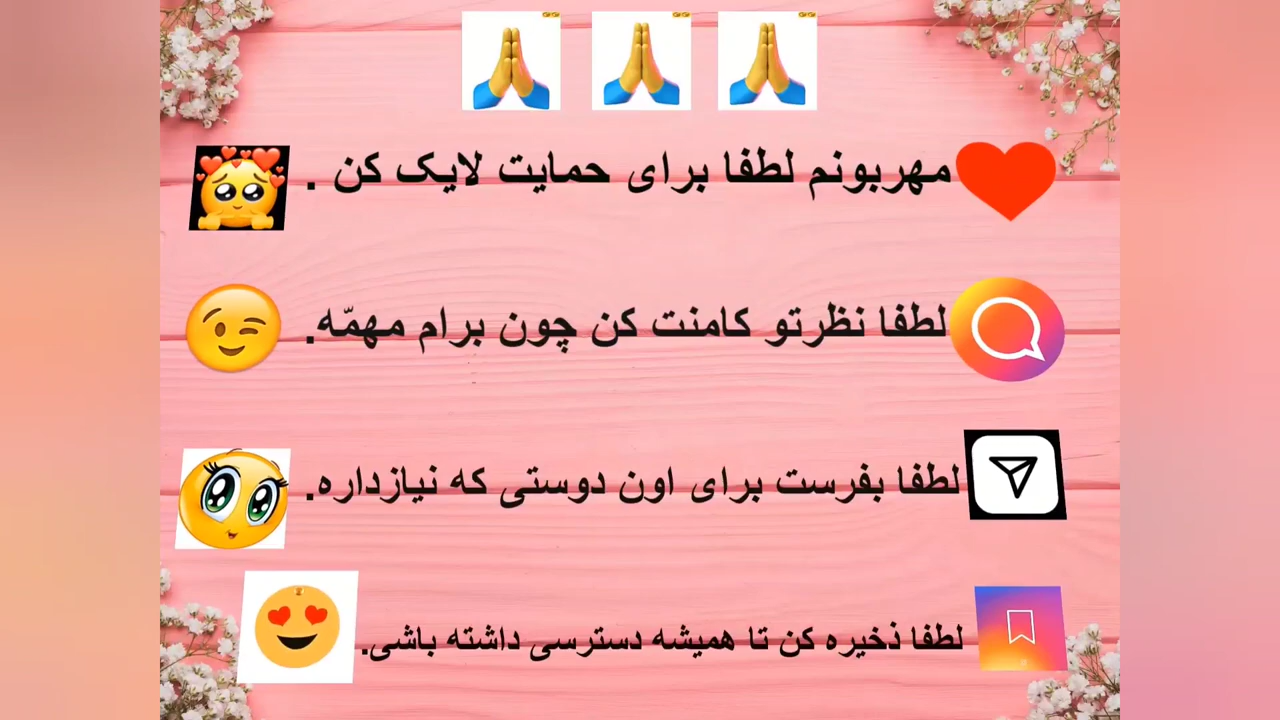 مهربونم لطفا برای حمایت لایک کن .
لطفا نظرتو کامنت کن چون برام مهمّه.
لطفا بفرست برای اون دوستی که نیازداره.
لطفا ذخیره کن تا همیشه دسترسی داشته باشی.